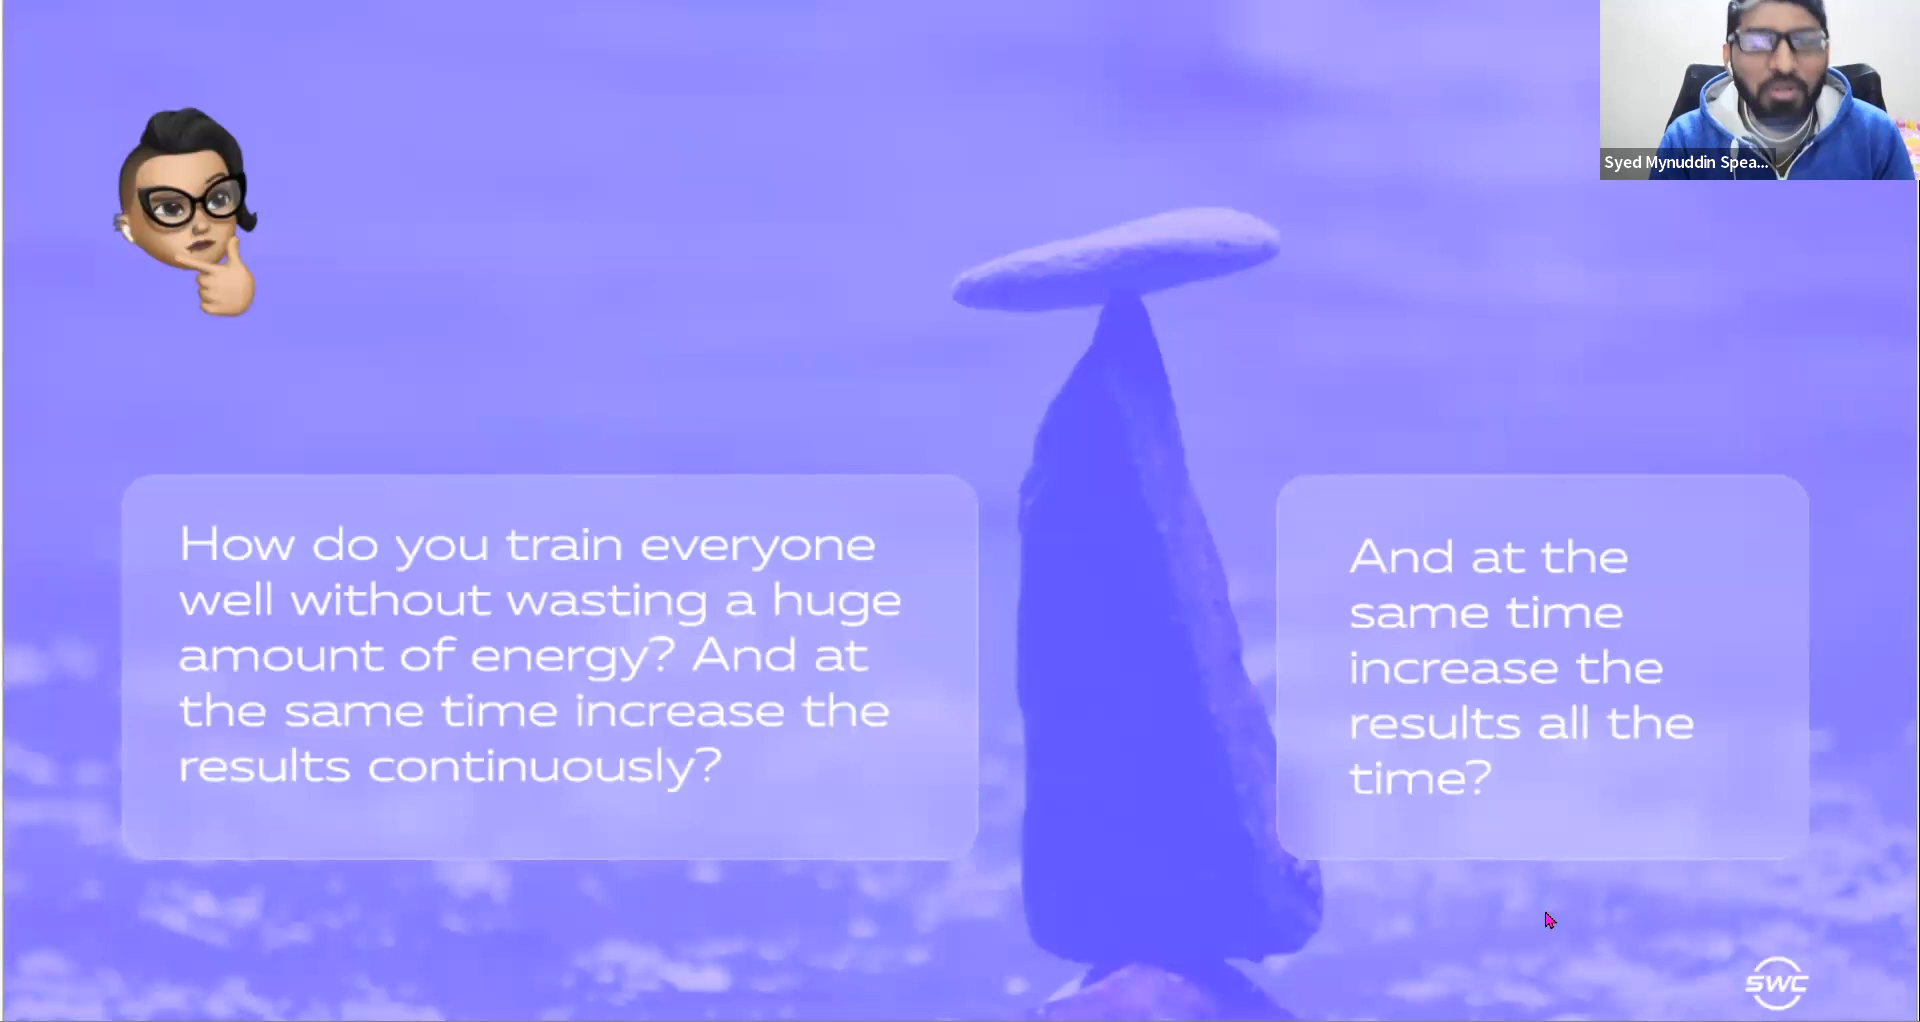 Syed Mynuddin Spea...
How do you train everyone
well without wasting a huge
amount of energy? And at
the same time increase the
results continuously?
And at the
same time
increase the
results all the
time?
SWC